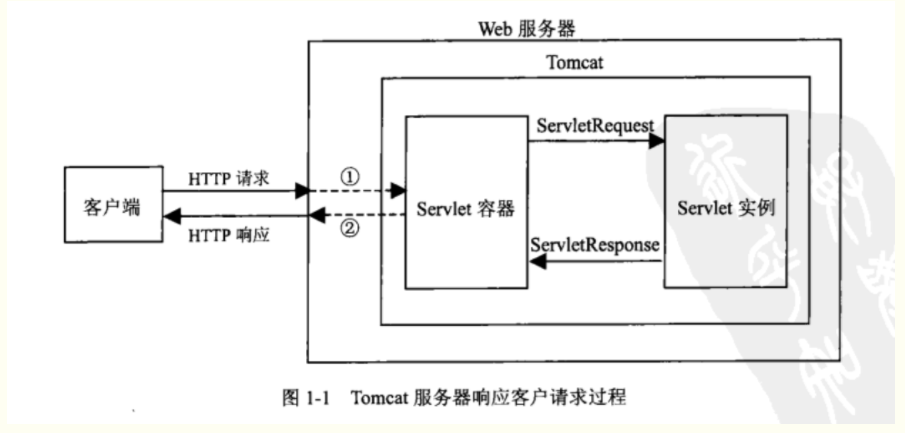 Web 服务器
Tomcat
ServletRequest
HTTP 请求
①
客户端
Servlet 容器
Servlet 实例
②
HTTP 响应
ServletResponse
图 1-1 Tomcat 服务器响应客户请求过程